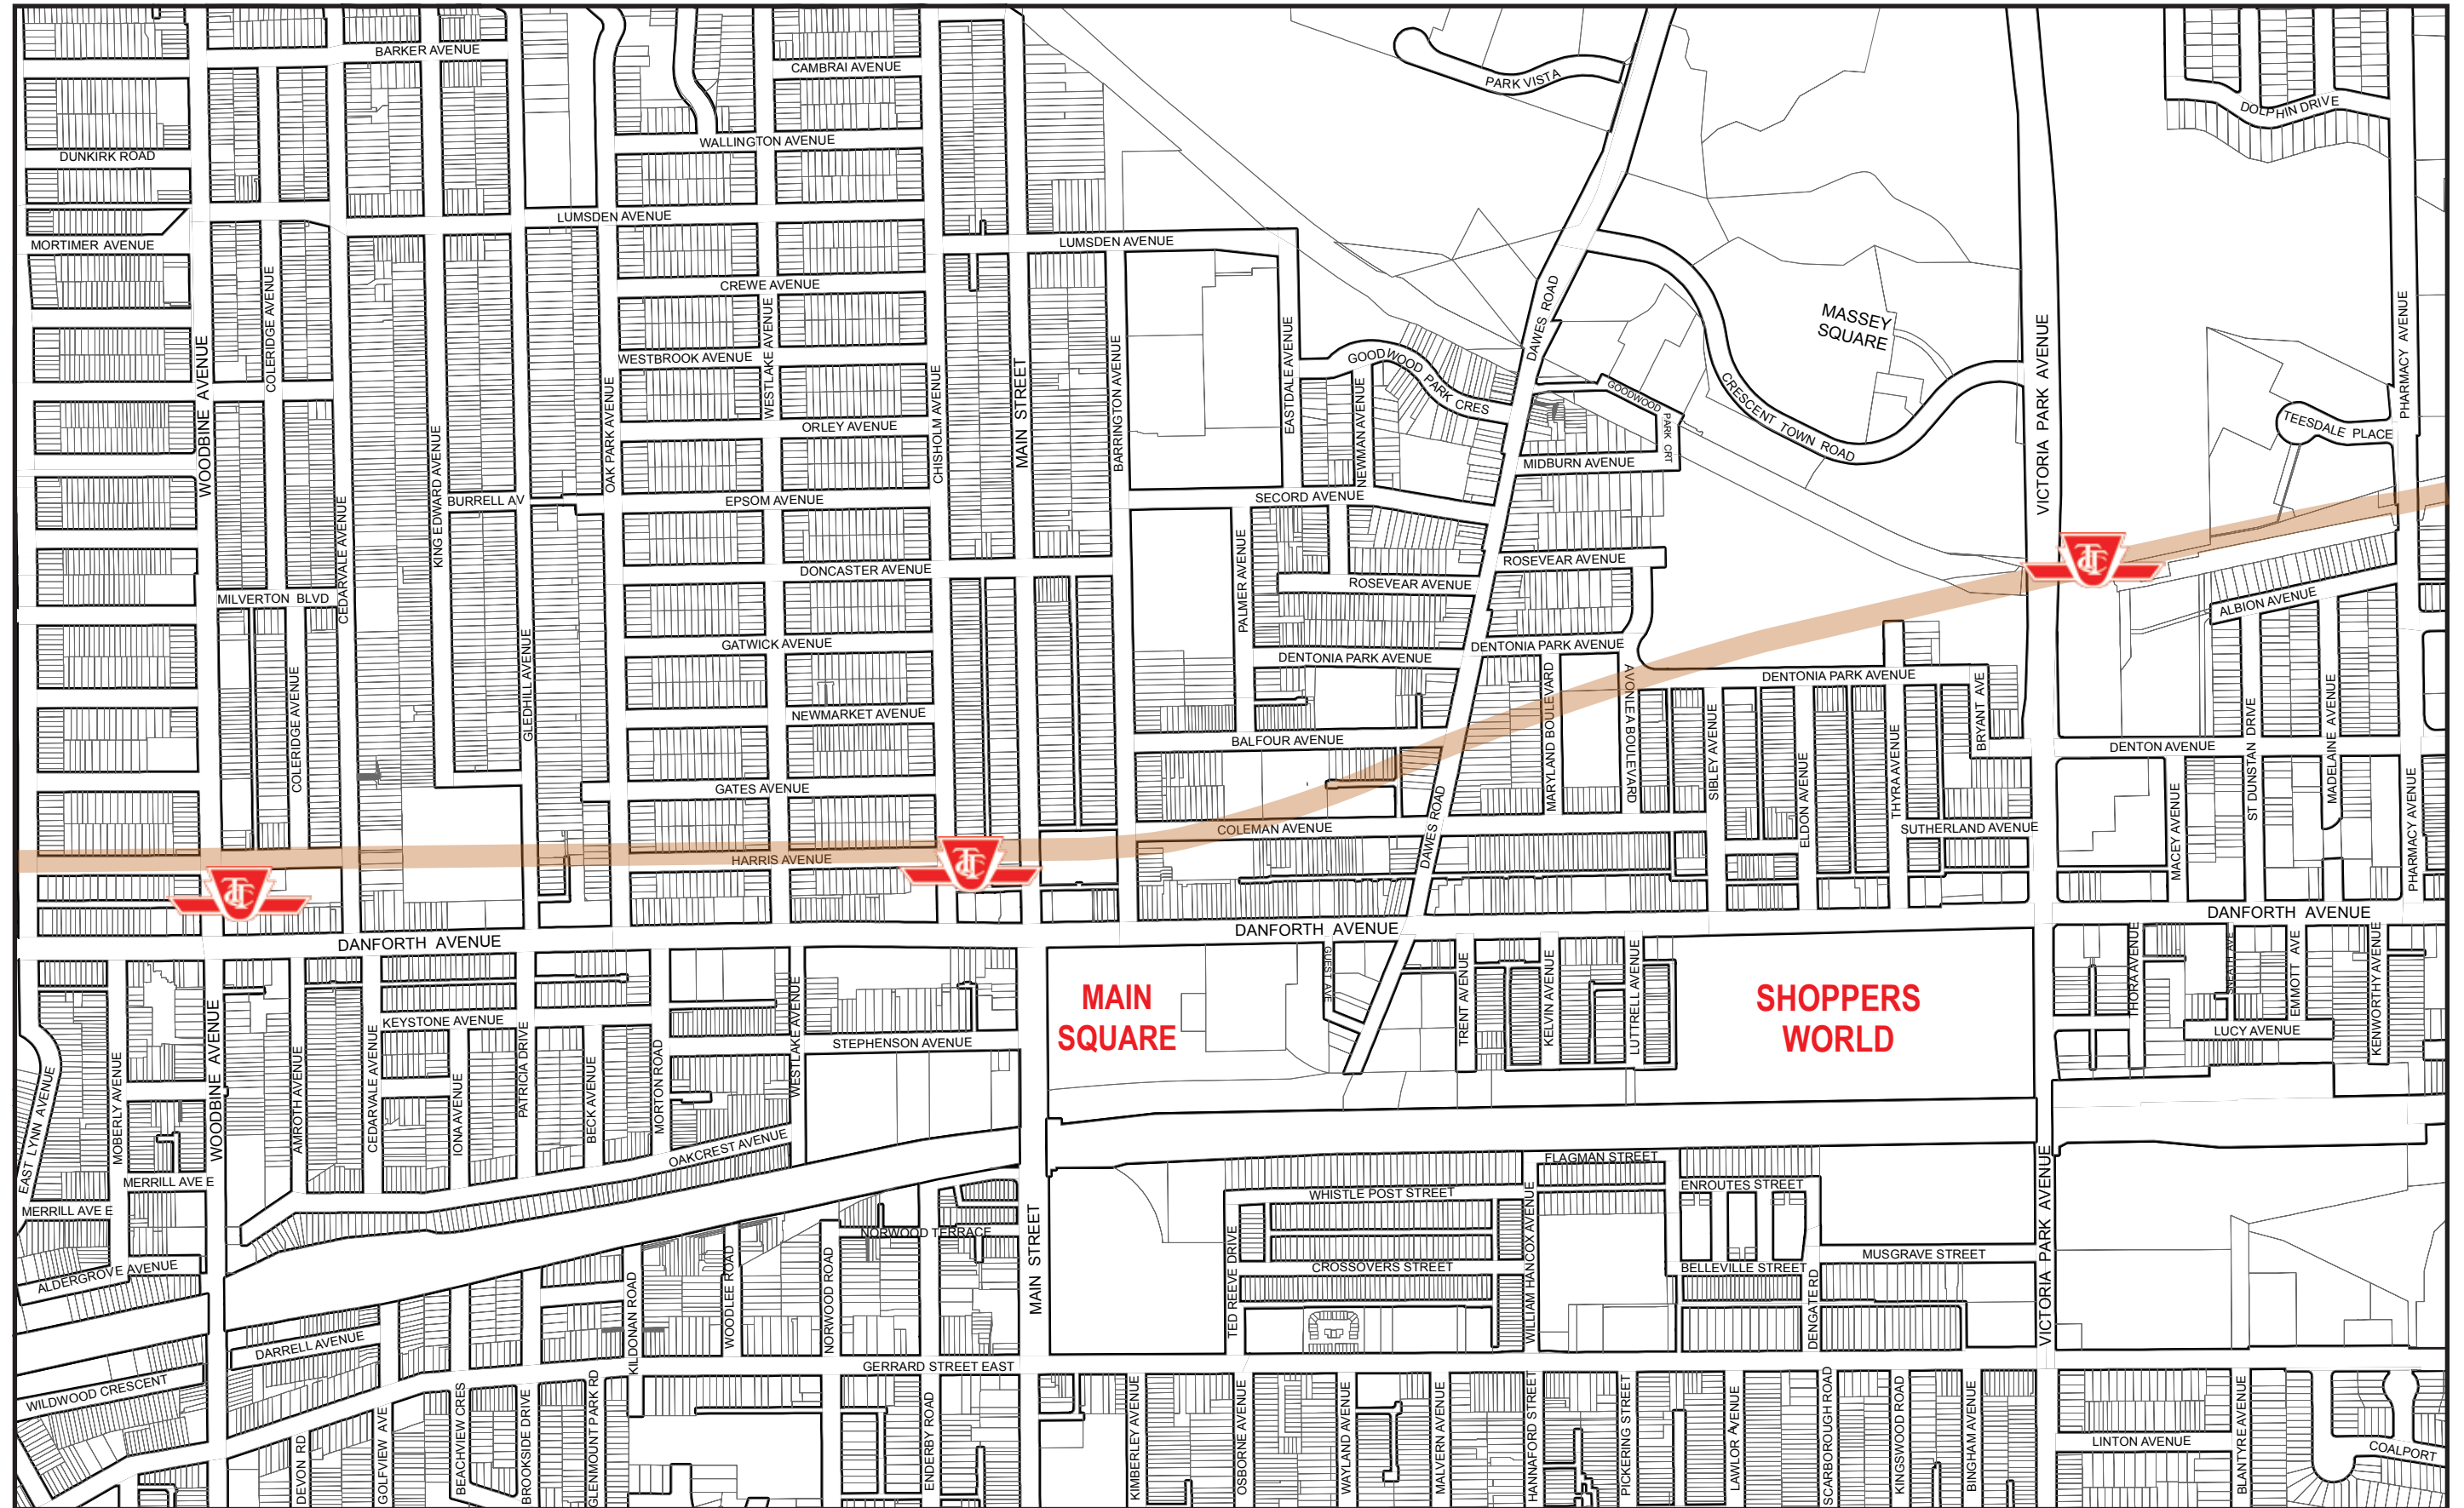 BARKER AVENUE
CAMBRAI AVENUE
PARK VISTA
DOLPHIN DRIVE
WALLINGTON AVENUE
DUNKIRK ROAD
LUMSDEN AVENUE
MORTIMER AVENUE
LUMSDEN AVENUE
CREWE AVENUE
COLERIDGE AVENUE
WOODBINE AVENUE
WESTLAKE AVENUE
WESTBROOK AVENUE
OAK PARK AVENUE
CHISHOLM AVENUE
MAIN STREET
BARRINGTON AVENUE
EASTDALE AVENUE
NEWMAN AVENUE
GOODWOOD PARK CRES
DAWES ROAD
GOODWOOD
PARK CRT
MASSEY
SQUARE
CRESCENT TOWN ROAD
VICTORIA PARK AVENUE
PHARMACY AVENUE
TEESDALE PLACE
ORLEY AVENUE
MIDBURN AVENUE
KING EDWARD AVENUE
CEDARVALE AVENUE
BURRELL AV
EPSOM AVENUE
SECORD AVENUE
PALMER AVENUE
DONCASTER AVENUE
ROSEVEAR AVENUE
ROSEVEAR AVENUE
TTC
MILVERTON BLVD
ALBION AVENUE
COLERIDGE AVENUE
GLEDHILL AVENUE
GATWICK AVENUE
DENTONIA PARK AVENUE
DENTONIA PARK AVENUE
DENTONIA PARK AVENUE
NEWMARKET AVENUE
BALFOUR AVENUE
MARYLAND BOULEVARD
AVONLEA BOULEVARD
SIBLEY AVENUE
ELDON AVENUE
THYRA AVENUE
BRYANT AVE
DENTON AVENUE
ST DUNSTAN DRIVE
MADELAINE AVENUE
MACEY AVENUE
PHARMACY AVENUE
GATES AVENUE
COLEMAN AVENUE
DAWES ROAD
SUTHERLAND AVENUE
HARRIS AVENUE
TTC
TTC
DANFORTH AVENUE
DANFORTH AVENUE
DANFORTH AVENUE
MAIN
SQUARE
SHOPPERS
WORLD
GUEST AVE
TRENT AVENUE
KELVIN AVENUE
LUTTRELL AVENUE
THORA AVENUE
SNEATH AVE
EMMOTT AVE
KENWORTHY AVENUE
LUCY AVENUE
KEYSTONE AVENUE
STEPHENSON AVENUE
WESTLAKE AVENUE
EAST LYNN AVENUE
MOBERLY AVENUE
WOODBINE AVENUE
AMROTH AVENUE
CEDARVALE AVENUE
IONA AVENUE
PATRICIA DRIVE
BECK AVENUE
MORTON ROAD
OAKCREST AVENUE
MERRILL AVE E
MERRILL AVE E
FLAGMAN STREET
WHISTLE POST STREET
ENROUTES STREET
NORWOOD TERRACE
MAIN STREET
TED REEVE DRIVE
WILLIAM HANCOX AVENUE
MUSGRAVE STREET
CROSSOVERS STREET
BELLEVILLE STREET
DENGATE RD
VICTORIA PARK AVENUE
ALDERGROVE AVENUE
KILDONAN ROAD
WOODLEE ROAD
NORWOOD ROAD
DARRELL AVENUE
WILDWOOD CRESCENT
GERRARD STREET EAST
DEVON RD
GOLFVIEW AVE
BEACHVIEW CRES
BROOKSIDE DRIVE
GLENMOUNT PARK RD
ENDERBY ROAD
KIMBERLEY AVENUE
OSBORNE AVENUE
WAYLAND AVENUE
MALVERN AVENUE
HANNAFORD STREET
PICKERING STREET
LAWLOR AVENUE
SCARBOROUGH ROAD
KINGSWOOD ROAD
BINGHAM AVENUE
LINTON AVENUE
BLANTYRE AVENUE
COALPORT